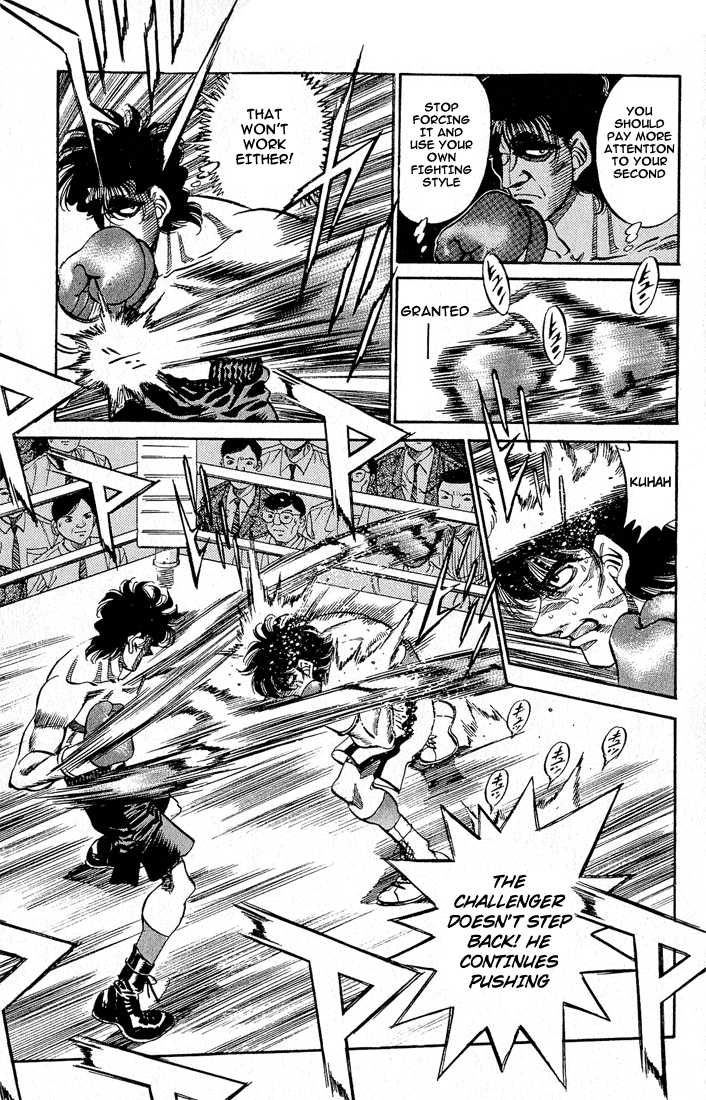 YOU
SHOULD
PAY MORE
ATTENTION
TO YOUR
SECOND
STOP
FORCING
IT AND
USE YOUR
OWN
FIGHTING
STYLE
THAT
WON'T
WORK
EITHER!
GRANTED
KUHAH
THE
CHALLENGER
DOESN'T STEP
BACK! HE
CONTINUES
PUSHING